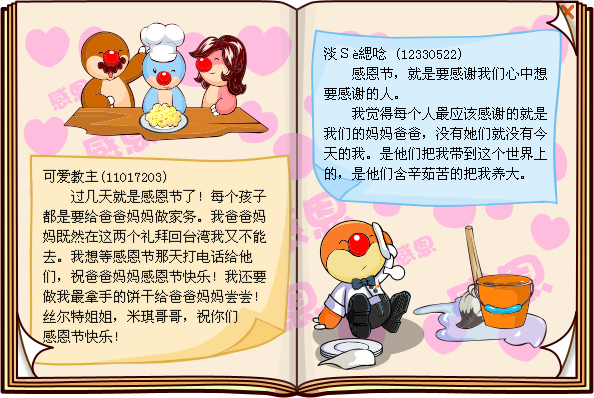 感恩
感恩
可爱教主(11017203)
过几天就是感恩节了！每个孩子
都是要给爸爸妈妈做家务。我爸爸妈
妈既然在这两个礼拜回台湾我又不能
去。我想等感恩节那天打电话给他
们，祝爸爸妈妈感恩节快乐！我还要
做我最拿手的饼干给爸爸妈妈尝尝！
丝尔特姐姐，米琪哥哥，祝你们
感恩节快乐！
淡Ｓè緦唸 (12330522)
感恩节，就是要感谢我们心中想
要感谢的人。
我觉得每个人最应该感谢的就是
我们的妈妈爸爸，没有她们就没有今
天的我。是他们把我带到这个世界上
的，是他们含辛茹苦的把我养大。
感恩
感恩
感恩